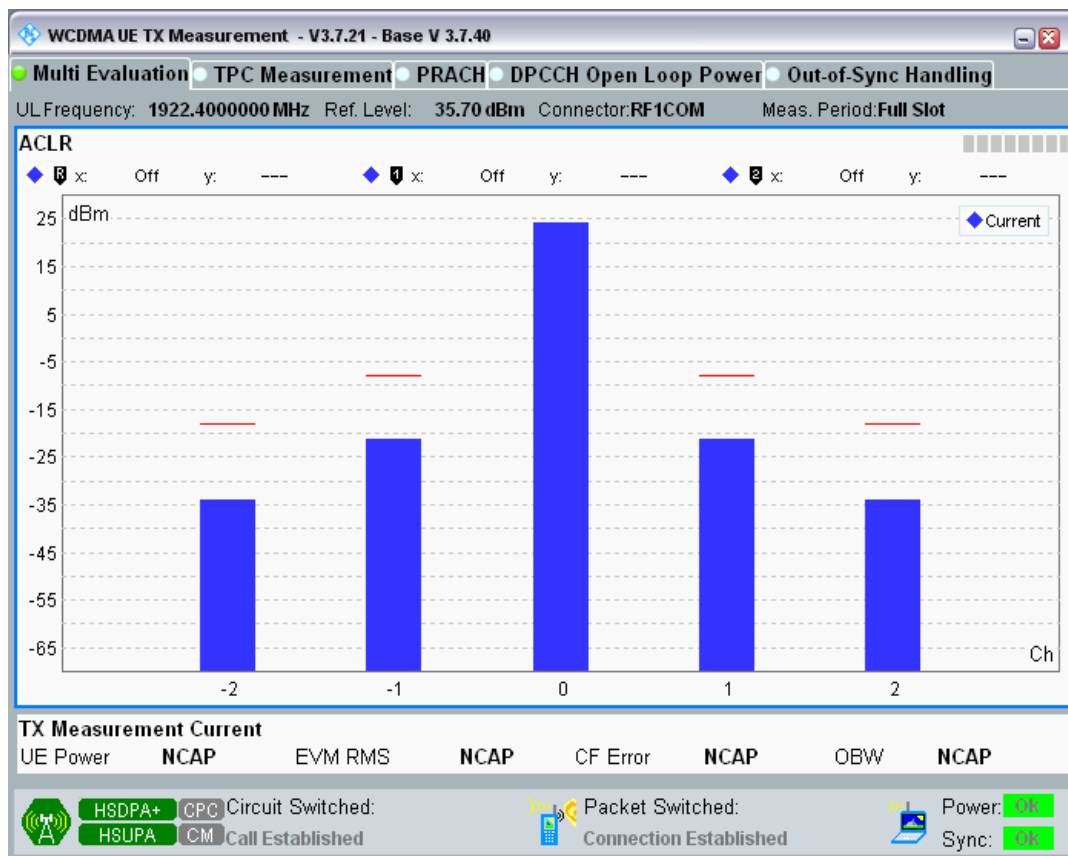 WCDMA UE TX Measurement - V3.7.21 - Base V 3.7.40
Multi Evaluation TPC Measurement PRACH DPCCH Open Loop Power Out-of-Sync Handling
UL Frequency: 1922.4000000 MHz Ref. Level: 35.70 dBm Connector:RF1COM Meas. Period:Full Slot
ACLR
R x: Off y: --- 1 x: Off y: --- 2 x: Off y: ---
25 dBm
Current
15
5
-5
-15
-25
-35
-45
-55
-65
Ch
-2 -1 0 1 2
TX Measurement Current
UE Power NCAP EVM RMS NCAP CF Error NCAP OBW NCAP
HSDPA+ CPC Circuit Switched: Packet Switched: Power: OK
HSUPA CM Call Established Connection Established Sync: OK